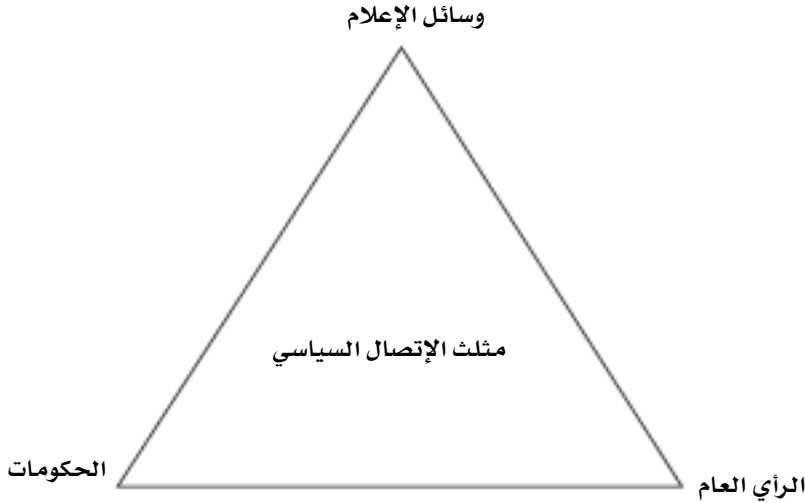 وسائل الإعلام
مثلث الإتصال السياسي
الحكومات
الرأي العام